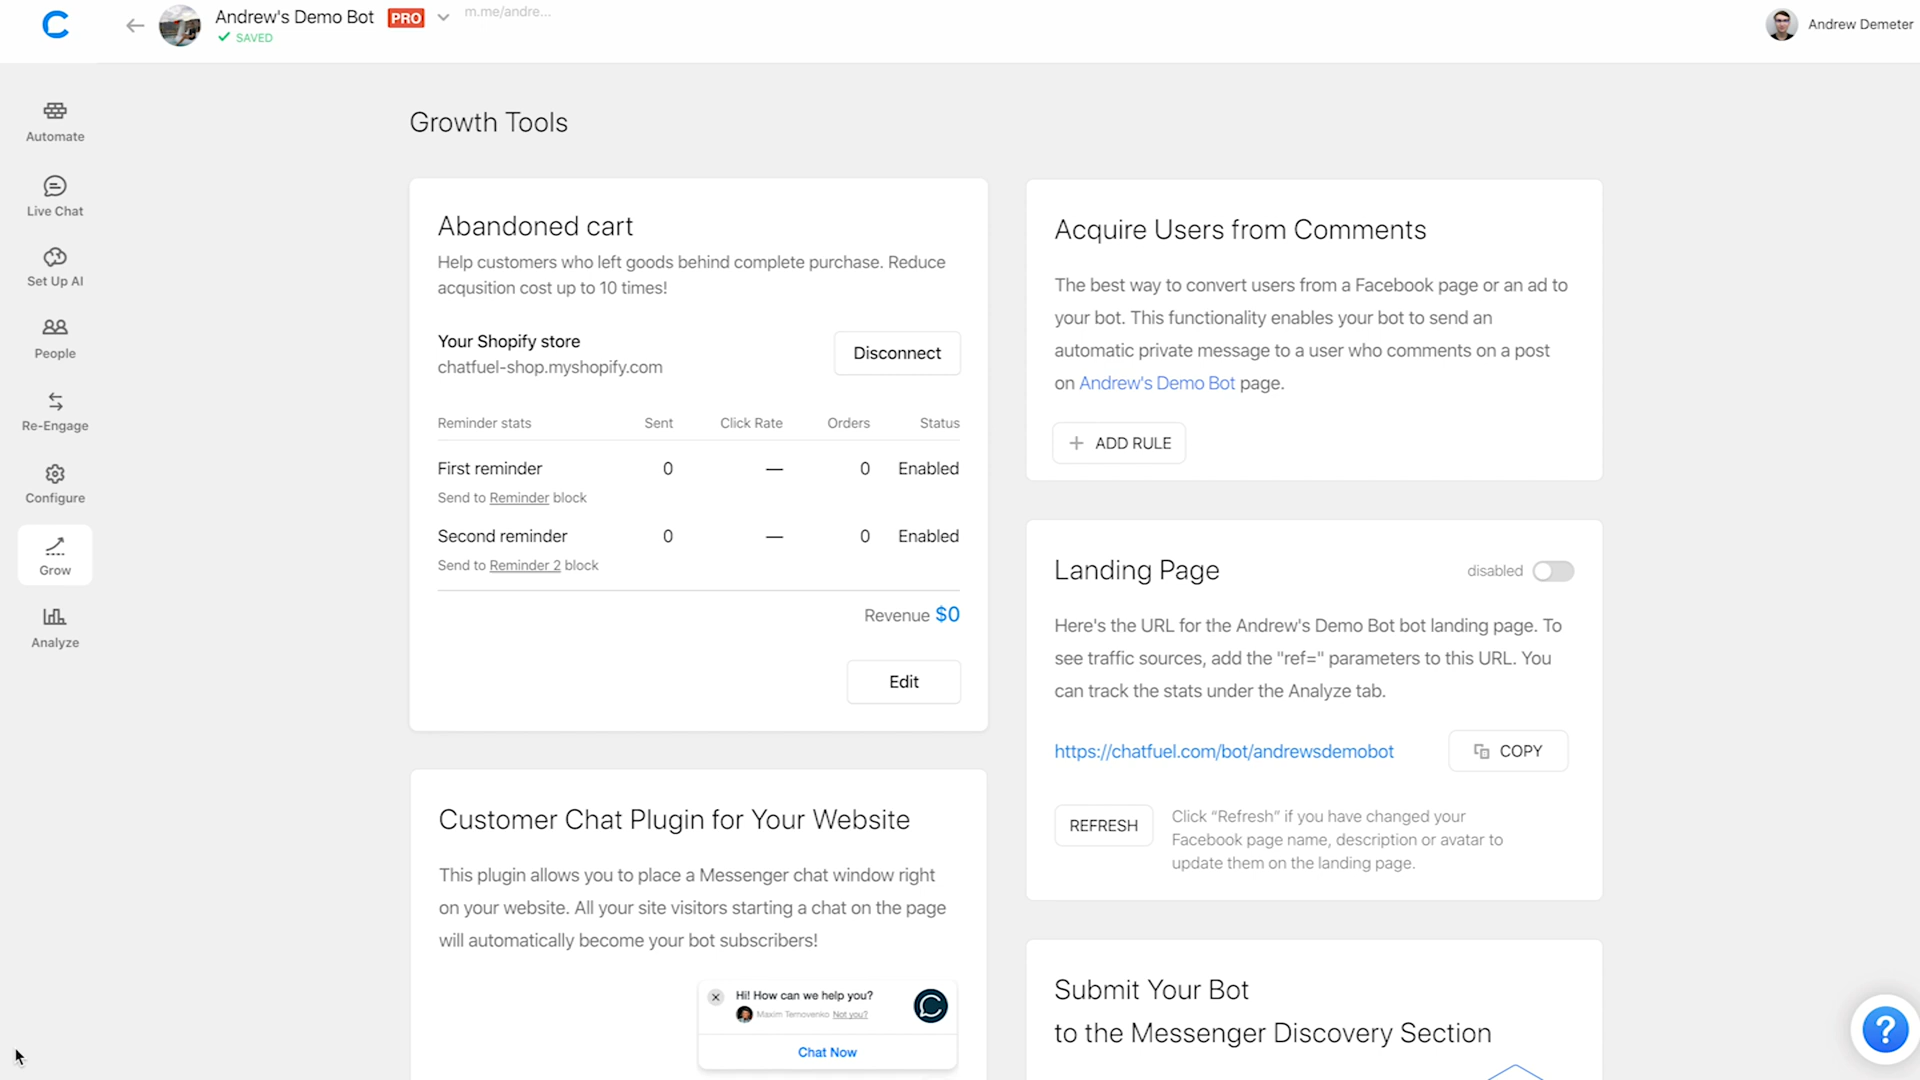 Andrew's Demo Bot PRO m.me/andre...
SAVED
Andrew Demeter
Automate
Live Chat
Set Up AI
People
Re-Engage
Configure
Grow
Analyze
Growth Tools
Abandoned cart
Help customers who left goods behind complete purchase. Reduce
acqusition cost up to 10 times!
Your Shopify store
chatfuel-shop.myshopify.com
Disconnect
Reminder stats Sent Click Rate Orders Status
First reminder 0 — 0 Enabled
Send to Reminder block
Second reminder 0 — 0 Enabled
Send to Reminder 2 block
Revenue $0
Edit
Customer Chat Plugin for Your Website
This plugin allows you to place a Messenger chat window right
on your website. All your site visitors starting a chat on the page
will automatically become your bot subscribers!
Hi! How can we help you?
Maxim Ternovenko Not you?
Chat Now
Acquire Users from Comments
The best way to convert users from a Facebook page or an ad to
your bot. This functionality enables your bot to send an
automatic private message to a user who comments on a post
on Andrew's Demo Bot page.
+ ADD RULE
Landing Page
disabled
Here's the URL for the Andrew's Demo Bot bot landing page. To
see traffic sources, add the "ref=" parameters to this URL. You
can track the stats under the Analyze tab.
https://chatfuel.com/bot/andrewsdemobot
COPY
REFRESH
Click “Refresh” if you have changed your
Facebook page name, description or avatar to
update them on the landing page.
Submit Your Bot
to the Messenger Discovery Section
?